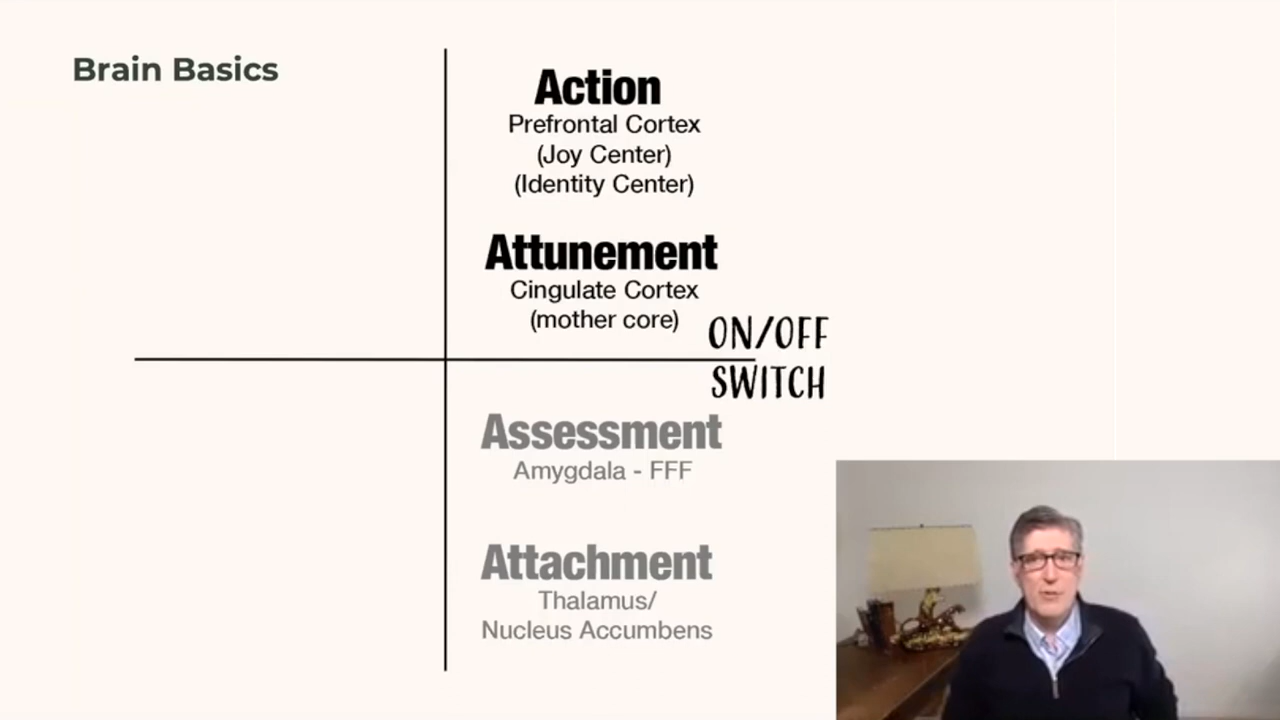 Brain Basics
Action
Prefrontal Cortex
(Joy Center)
(Identity Center)
Attunement
Cingulate Cortex
(mother core)
ON/OFF
SWITCH
Assessment
Amygdala - FFF
Attachment
Thalamus/
Nucleus Accumbens